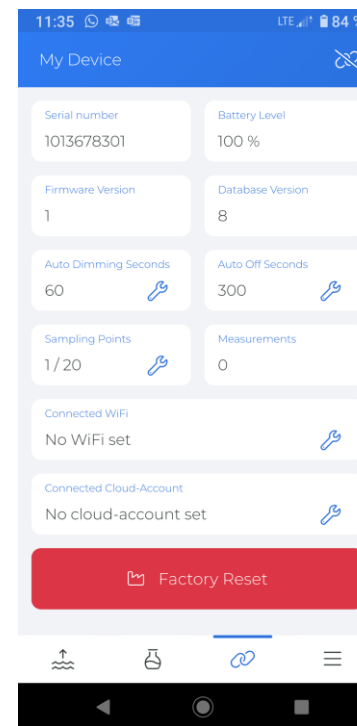 11:35 LTE 84 %
My Device
Serial number Battery Level
1013678301 100 %
Firmware Version Database Version
1 8
Auto Dimming Seconds Auto Off Seconds
60 300
Sampling Points Measurements
1 / 20 0
Connected WiFi
No WiFi set
Connected Cloud-Account
No cloud-account set
Factory Reset